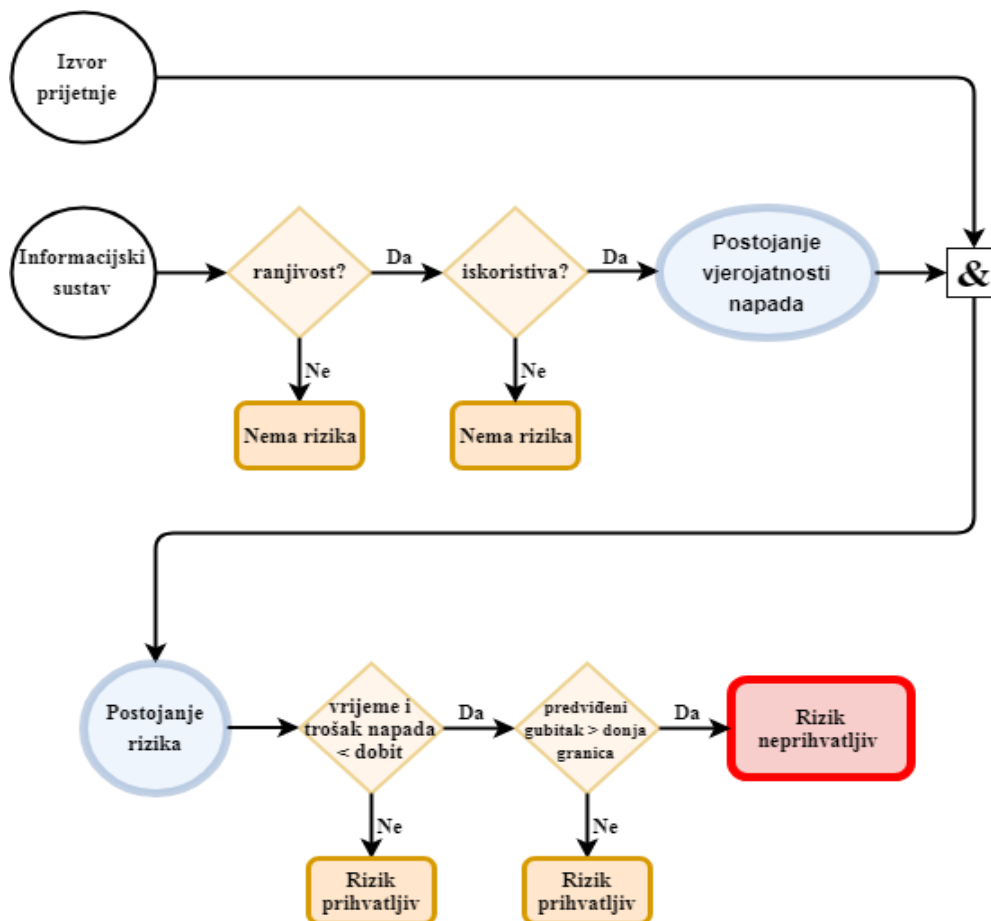 Izvor
prijetnje
Informacijski
sustav
ranjivost?
Da
iskoristiva?
Da
Postojanje
vjerojatnosti
napada
&
Ne
Ne
Nema rizika
Nema rizika
Postojanje
rizika
vrijeme i
trošak napada
< dobit
Da
predviđeni
gubitak > donja
granica
Da
Rizik
neprihvatljiv
Ne
Ne
Rizik
prihvatljiv
Rizik
prihvatljiv